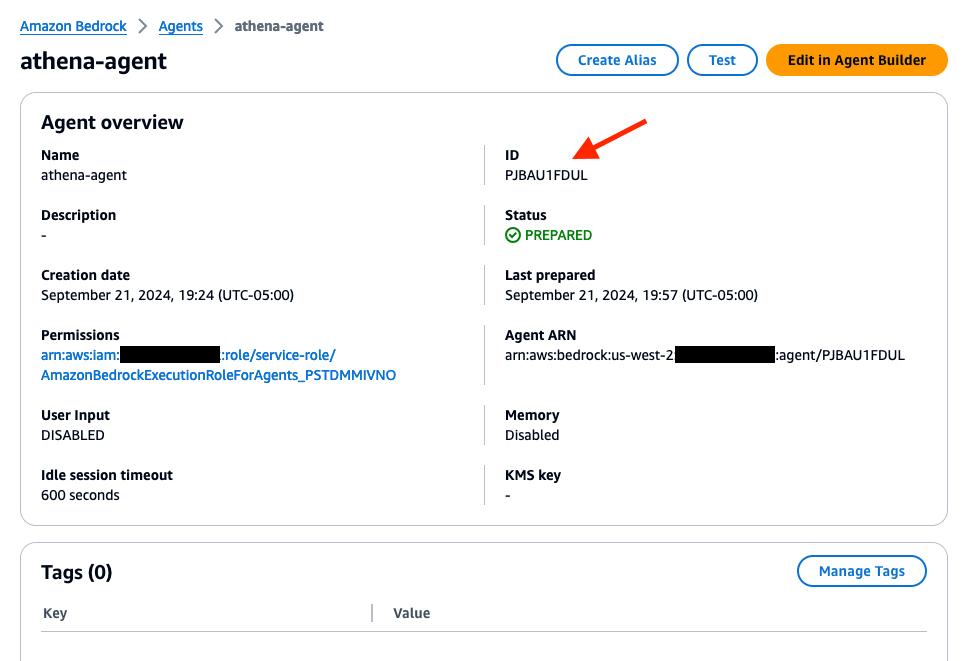 Amazon Bedrock > Agents > athena-agent
athena-agent
Create Alias
Test
Edit in Agent Builder
Agent overview
Name
athena-agent
ID
PJBAU1FDUL
Description
-
Status
PREPARED
Creation date
September 21, 2024, 19:24 (UTC-05:00)
Last prepared
September 21, 2024, 19:57 (UTC-05:00)
Permissions
arn:aws:iam: :role/service-role/
AmazonBedrockExecutionRoleForAgents_PSTDMMIVNO
Agent ARN
arn:aws:bedrock:us-west-2: :agent/PJBAU1FDUL
User Input
DISABLED
Memory
Disabled
Idle session timeout
600 seconds
KMS key
-
Tags (0)
Manage Tags
Key
Value